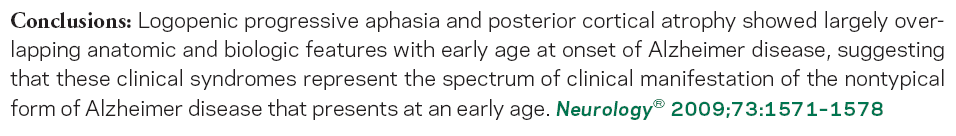 Conclusions: Logopenic progressive aphasia and posterior cortical atrophy showed largely over-
lapping anatomic and biologic features with early age at onset of Alzheimer disease, suggesting
that these clinical syndromes represent the spectrum of clinical manifestation of the nontypical
form of Alzheimer disease that presents at an early age. Neurology® 2009;73:1571–1578